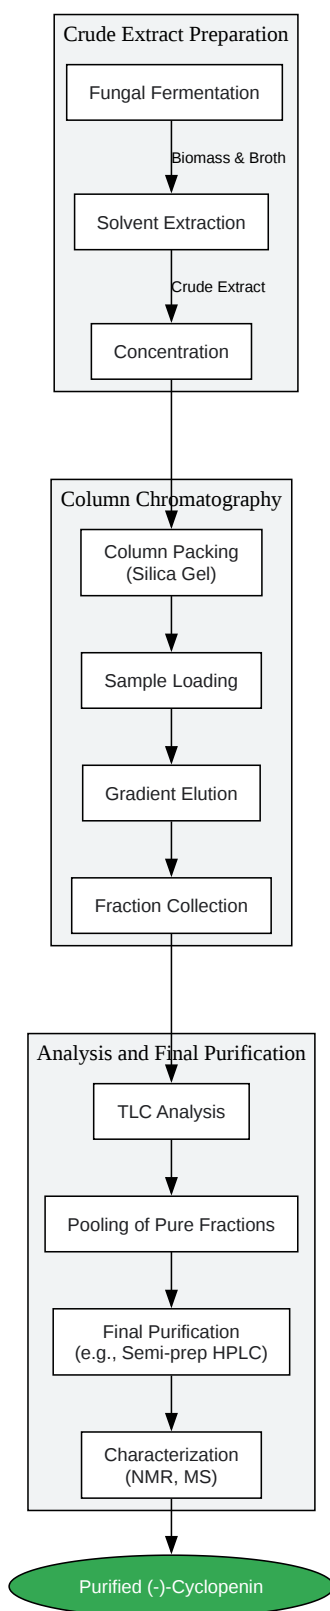 Crude Extract Preparation
Fungal Fermentation
Biomass & Broth
Solvent Extraction
Crude Extract
Concentration
Column Chromatography
Column Packing
(Silica Gel)
Sample Loading
Gradient Elution
Fraction Collection
Analysis and Final Purification
TLC Analysis
Pooling of Pure Fractions
Final Purification
(e.g., Semi-prep HPLC)
Characterization
(NMR, MS)
Purified (-)-Cyclopenin